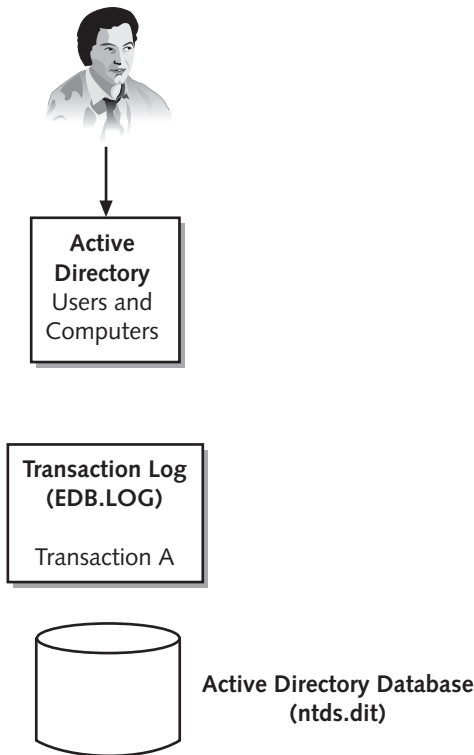 Active
Directory
Users and
Computers
Transaction Log
(EDB.LOG)
Transaction A
Active Directory Database
(ntds.dit)